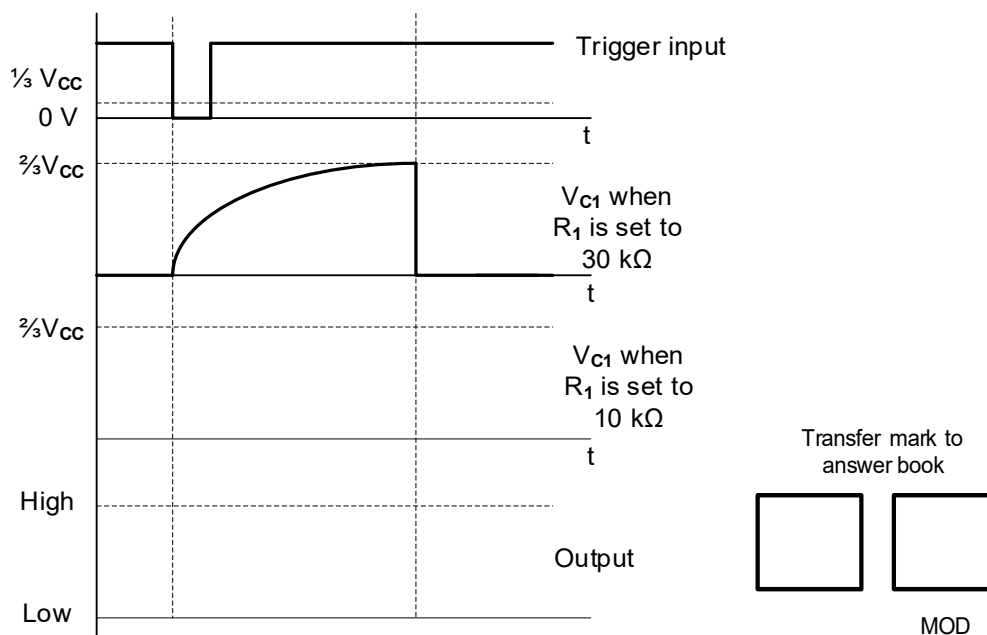 Trigger input
⅓ Vcc
0 V
t
⅔Vcc
VC1 when
R1 is set to
30 kΩ
t
⅔Vcc
VC1 when
R1 is set to
10 kΩ
t
Transfer mark to
answer book
High
Output
Low
MOD